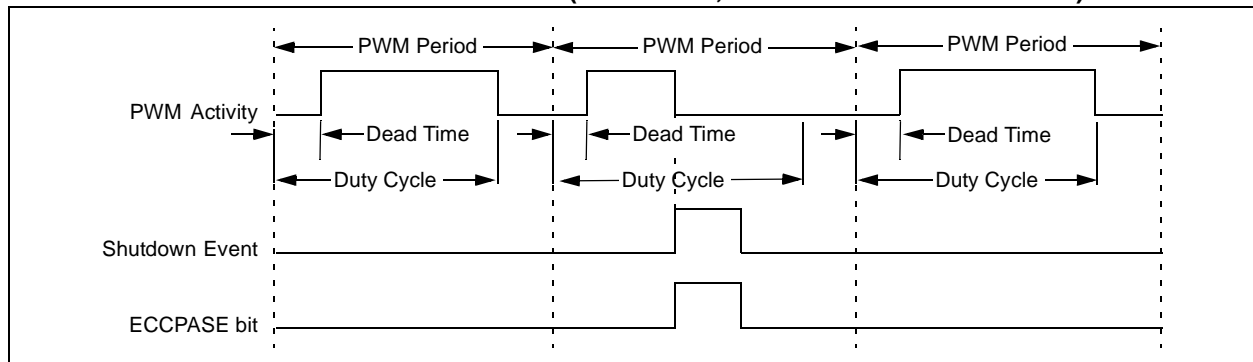 PWM Period PWM Period PWM Period
PWM Activity
Dead Time Dead Time Dead Time
Duty Cycle Duty Cycle Duty Cycle
Shutdown Event
ECCPASE bit